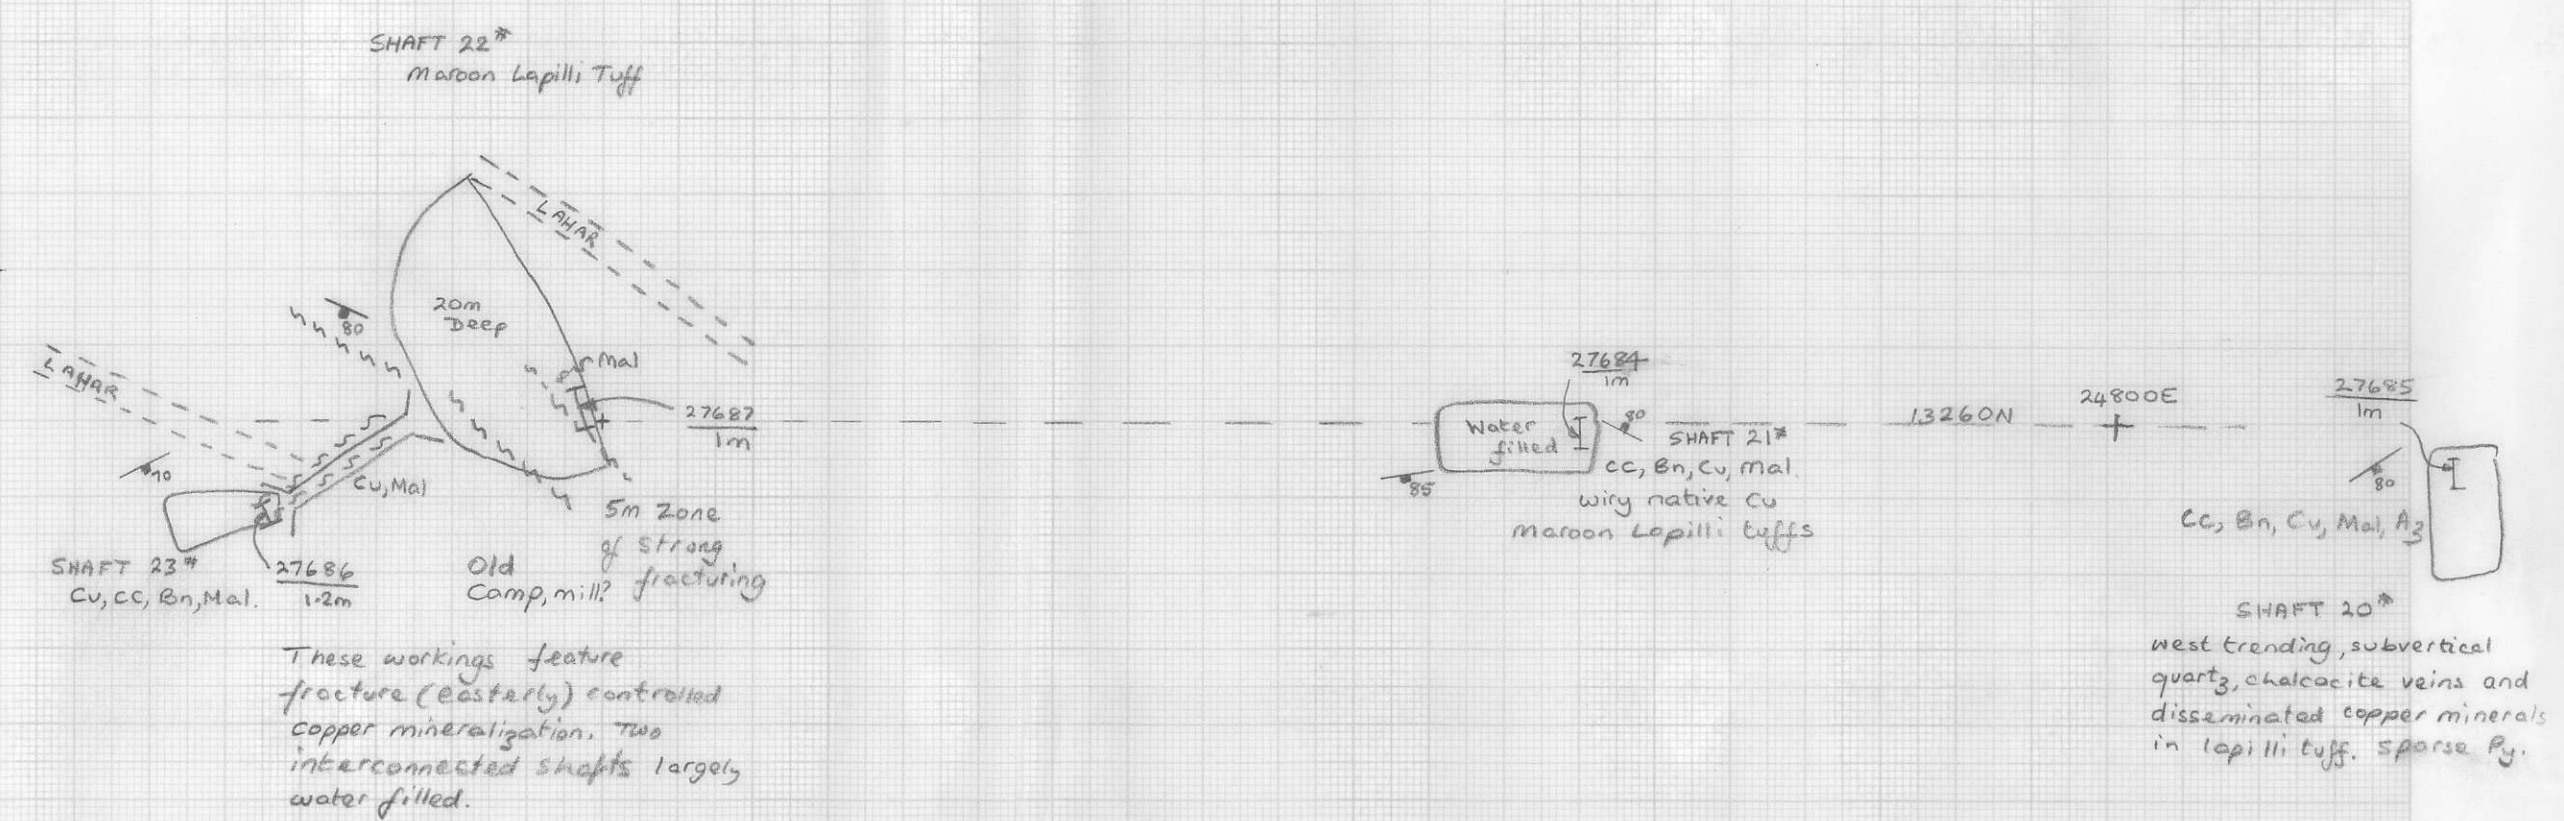 SHAFT 22#
Maroon Lapilli Tuff
LAHAR
20m
Deep
80
LAHAR
Mal
27687
1m
70
Cu, Mal
SHAFT 23#
Cu, CC, Bn, Mal.
27686
1.2m
Old
Camp, mill?
5m Zone
of Strong
fracturing
These workings feature
fracture (easterly) controlled
copper mineralization. Two
interconnected shafts largely
water filled.
27684
1m
Water
filled
80
85
SHAFT 21#
CC, Bn, Cu, Mal.
wiry native Cu
Maroon Lapilli tuffs
13260N
24800E
27685
1m
80
CC, Bn, Cu, Mal, Az
SHAFT 20#
west trending, subvertical
quartz, chalcocite veins and
disseminated copper minerals
in lapilli tuff. Sparse Py.